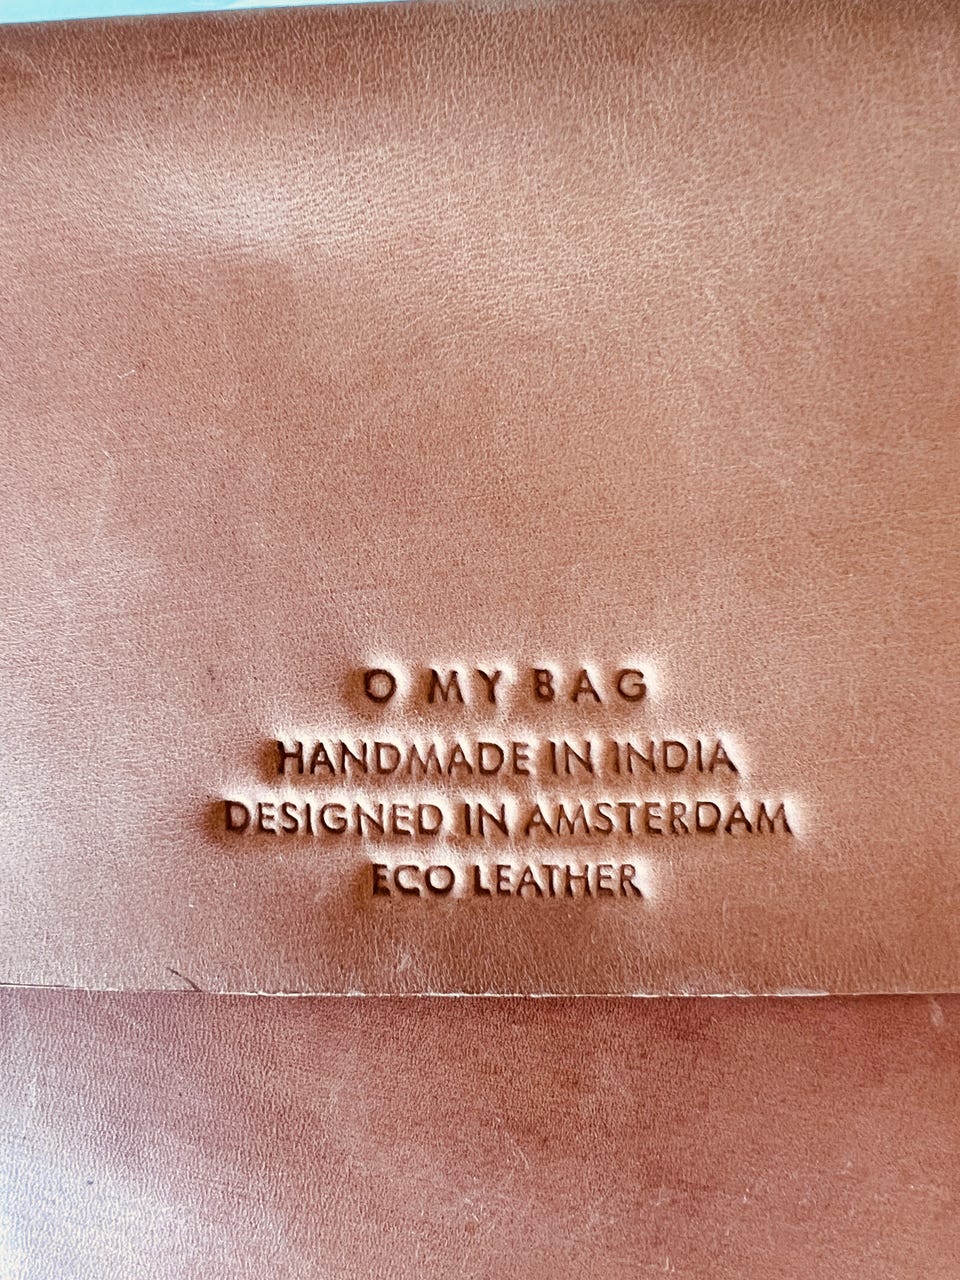 O MY BAG
HANDMADE IN INDIA
DESIGNED IN AMSTERDAM
ECO LEATHER